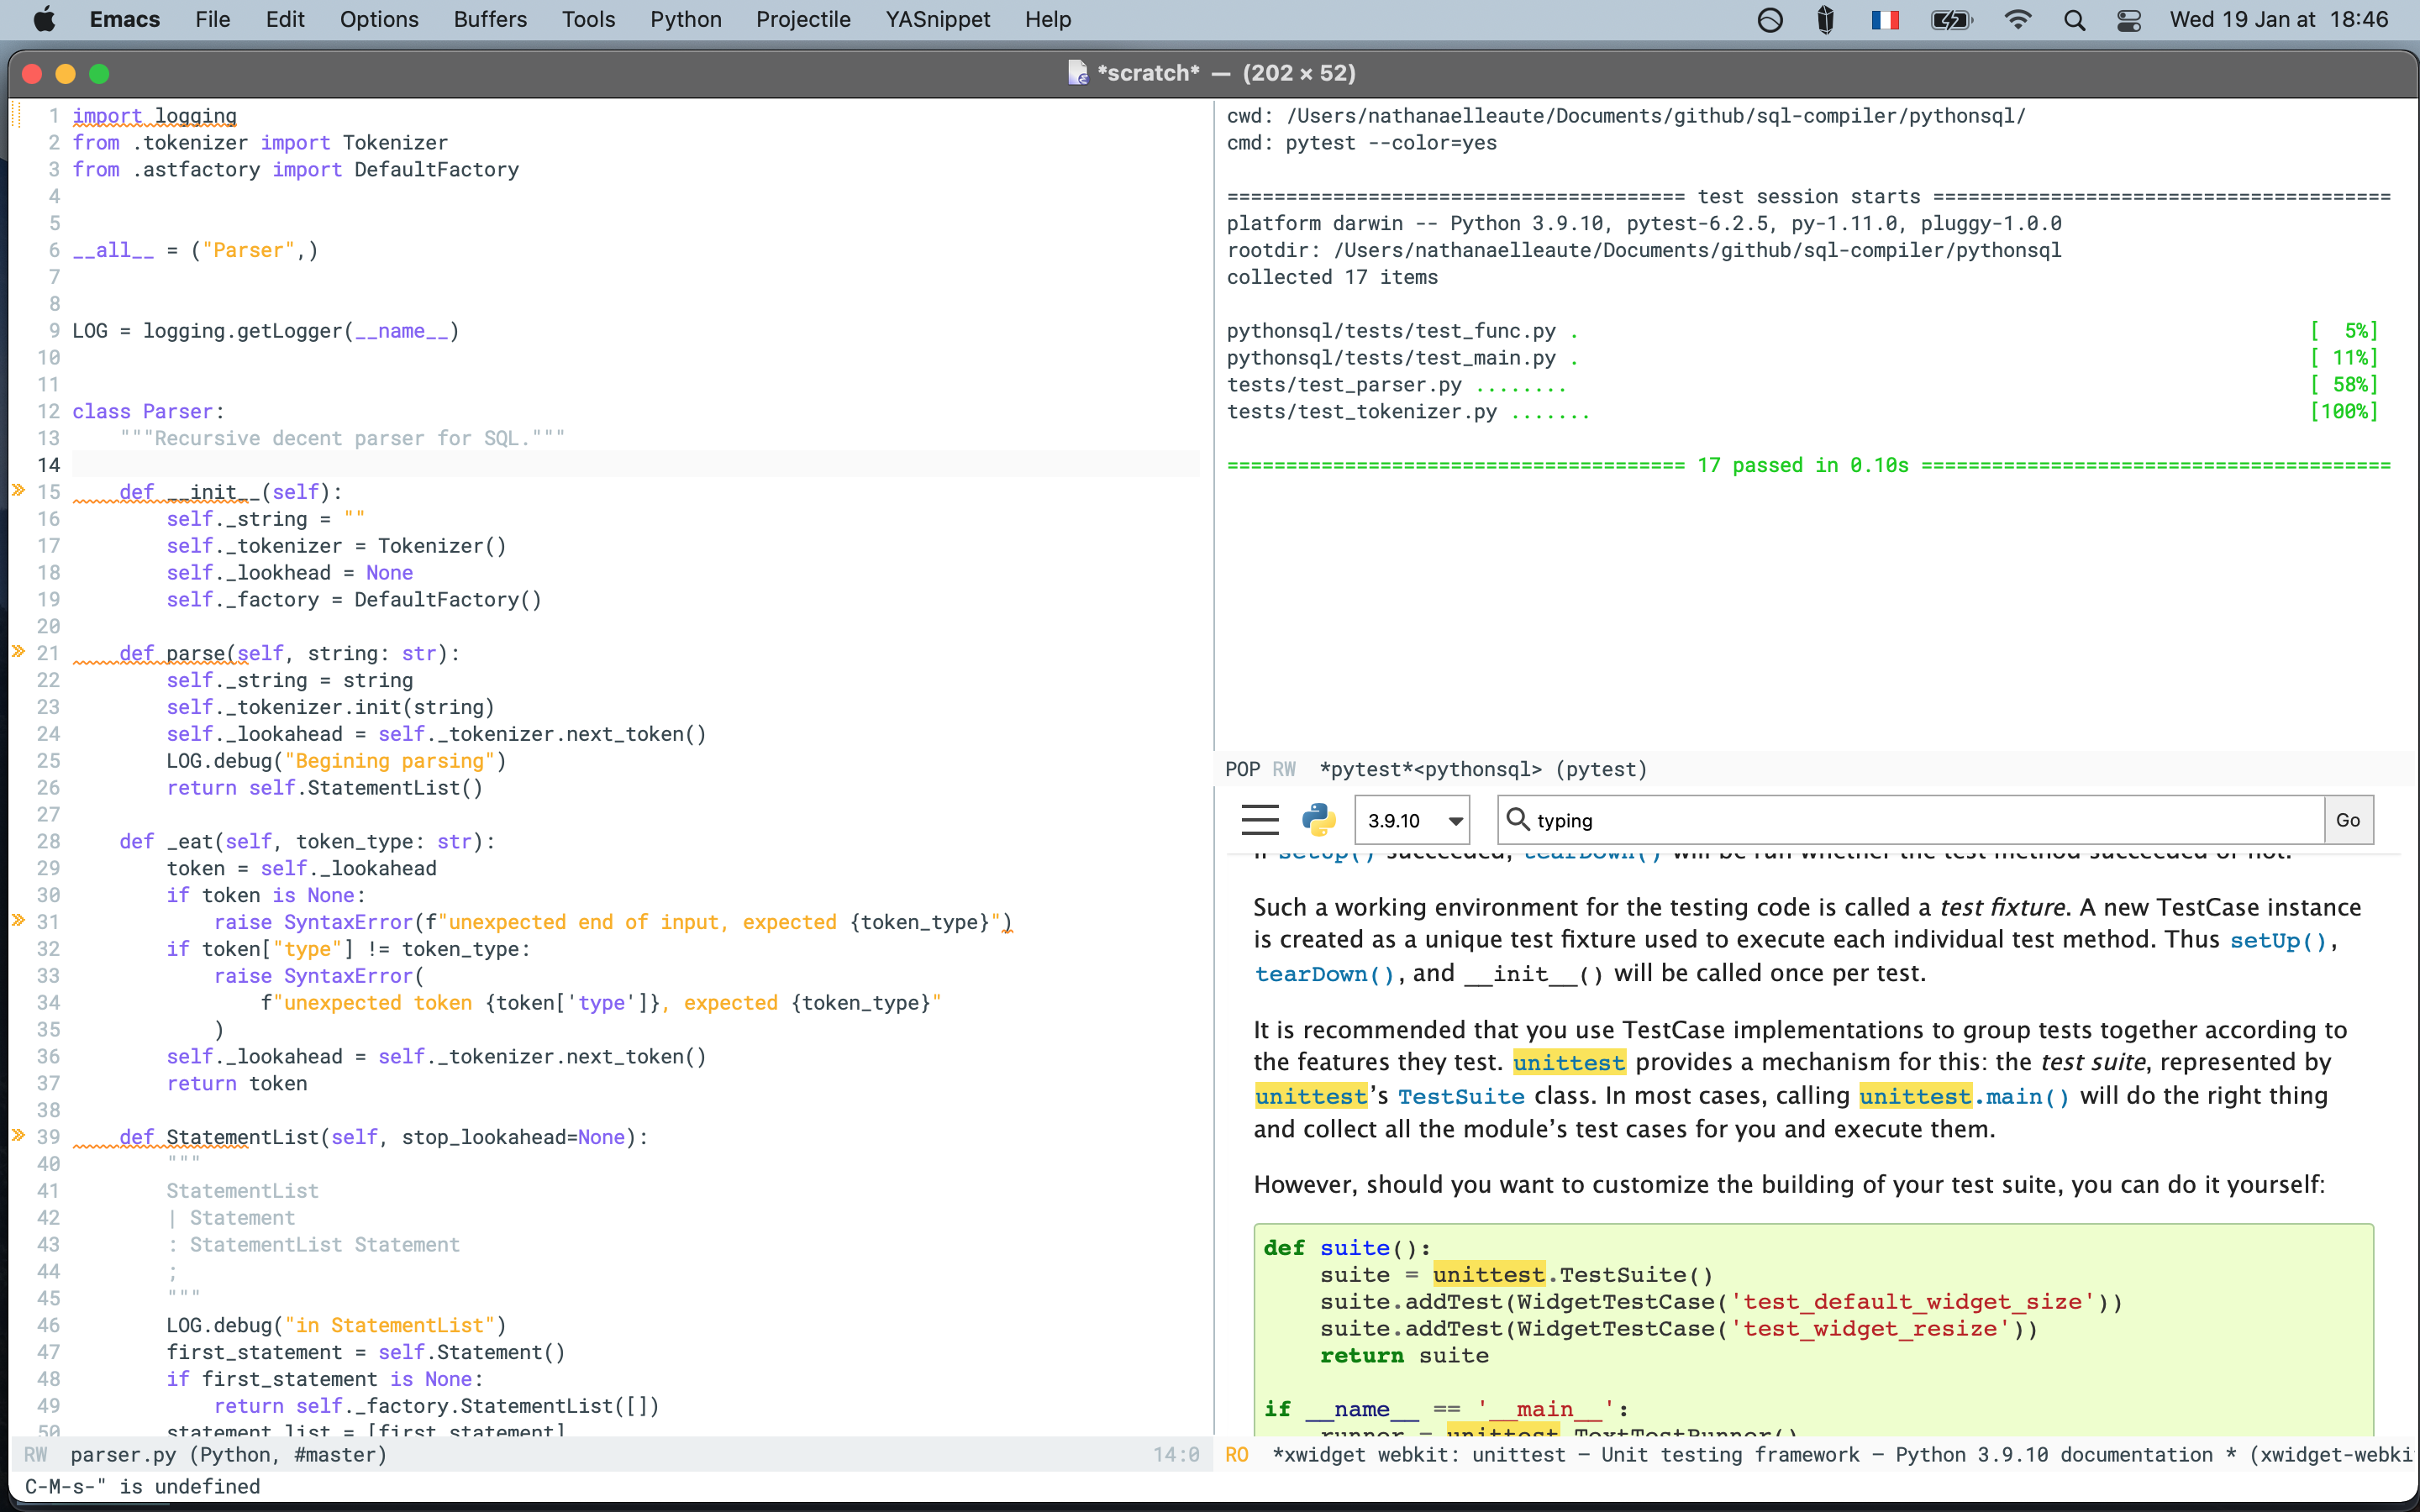 Emacs File Edit Options Buffers Tools Python Projectile YASnippet Help Wed 19 Jan at 18:46
*scratch* — (202 × 52)
1 import logging
2 from .tokenizer import Tokenizer
3 from .astfactory import DefaultFactory
4
5
6 __all__ = ("Parser",)
7
8
9 LOG = logging.getLogger(__name__)
10
11
12 class Parser:
13     """Recursive decent parser for SQL."""
14
15     def __init__(self):
16         self._string = ""
17         self._tokenizer = Tokenizer()
18         self._lookhead = None
19         self._factory = DefaultFactory()
20
21     def parse(self, string: str):
22         self._string = string
23         self._tokenizer.init(string)
24         self._lookahead = self._tokenizer.next_token()
25         LOG.debug("Begining parsing")
26         return self.StatementList()
27
28     def _eat(self, token_type: str):
29         token = self._lookahead
30         if token is None:
31             raise SyntaxError(f"unexpected end of input, expected {token_type}")
32         if token["type"] != token_type:
33             raise SyntaxError(
34                 f"unexpected token {token['type']}, expected {token_type}"
35             )
36         self._lookahead = self._tokenizer.next_token()
37         return token
38
39     def StatementList(self, stop_lookahead=None):
40         """
41         StatementList
42         | Statement
43         : StatementList Statement
44         ;
45         """
46         LOG.debug("in StatementList")
47         first_statement = self.Statement()
48         if first_statement is None:
49             return self._factory.StatementList([])
50         statement_list = [first_statement]
RW parser.py (Python, #master) 14:0
cwd: /Users/nathanaelleaute/Documents/github/sql-compiler/pythonsql/
cmd: pytest --color=yes
======================================= test session starts =======================================
platform darwin -- Python 3.9.10, pytest-6.2.5, py-1.11.0, pluggy-1.0.0
rootdir: /Users/nathanaelleaute/Documents/github/sql-compiler/pythonsql
collected 17 items
pythonsql/tests/test_func.py . [  5%]
pythonsql/tests/test_main.py . [ 11%]
tests/test_parser.py ........ [ 58%]
tests/test_tokenizer.py ....... [100%]
======================================= 17 passed in 0.10s ========================================
POP RW *pytest*<pythonsql> (pytest)
3.9.10 typing Go
If setUp() succeeded, tearDown() will be run whether the test method succeeded or not.
Such a working environment for the testing code is called a test fixture. A new TestCase instance
is created as a unique test fixture used to execute each individual test method. Thus setUp(),
tearDown(), and __init__() will be called once per test.
It is recommended that you use TestCase implementations to group tests together according to
the features they test. unittest provides a mechanism for this: the test suite, represented by
unittest’s TestSuite class. In most cases, calling unittest.main() will do the right thing
and collect all the module’s test cases for you and execute them.
However, should you want to customize the building of your test suite, you can do it yourself:
def suite():
    suite = unittest.TestSuite()
    suite.addTest(WidgetTestCase('test_default_widget_size'))
    suite.addTest(WidgetTestCase('test_widget_resize'))
    return suite
if __name__ == '__main__':
    runner = unittest.TextTestRunner()
RO *xwidget webkit: unittest — Unit testing framework — Python 3.9.10 documentation * (xwidget-webki
C-M-s-" is undefined